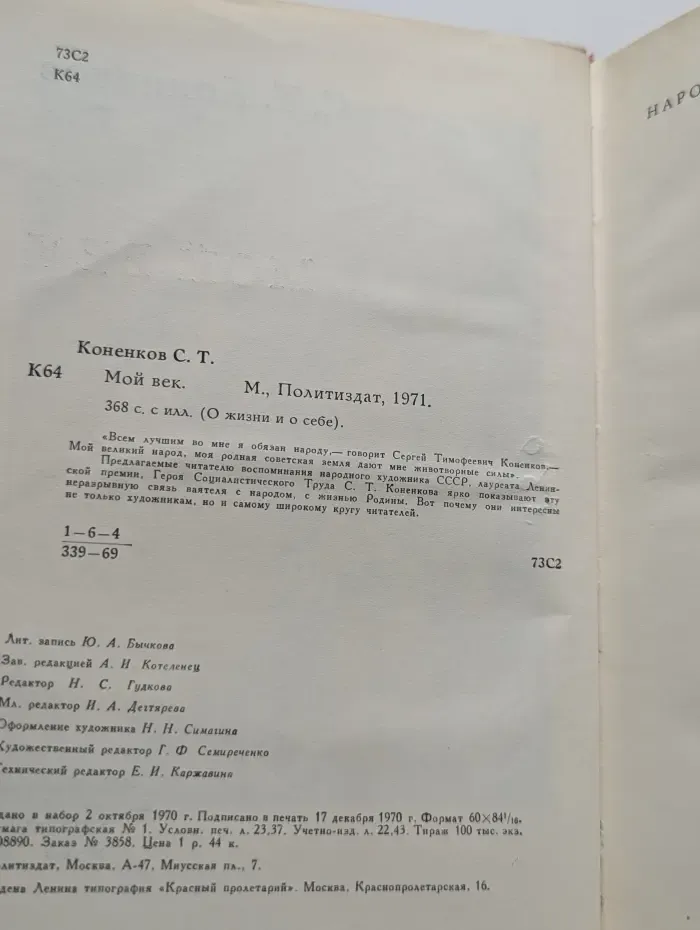 73С2
К64
НАРО
Коненков С. Т.
К64 Мой век. М., Политиздат, 1971.
368 с. с илл. (О жизни и о себе).
«Всем лучшим во мне я обязан народу,— говорит Сергей Тимофеевич Коненков,—
Мой великий народ, моя родная советская земля дают мне животворные силы».
Предлагаемые читателю воспоминания народного художника СССР, лауреата Ленин-
ской премии, Героя Социалистического Труда С. Т. Коненкова ярко показывают эту
неразрывную связь ваятеля с народом, с жизнью Родины. Вот почему они интересны
не только художникам, но и самому широкому кругу читателей.
1—6—4
339—69
73С2
Лит. запись Ю. А. Бычкова
Зав. редакцией А. И Котеленец
Редактор Н. С. Гудкова
Мл. редактор И. А. Дегтярева
Оформление художника Н. Н. Симагина
Художественный редактор Г. Ф Семиреченко
Технический редактор Е. И. Каржавина
дано в набор 2 октября 1970 г. Подписано в печать 17 декабря 1970 г. Формат 60×84¹/₁₆.
мага типографская № 1. Условн. печ. л. 23,37. Учетно-изд. л. 22,43. Тираж 100 тыс. экз.
98890. Заказ № 3858. Цена 1 р. 44 к.
литиздат, Москва, А-47, Миусская пл., 7.
дена Ленина типография «Красный пролетарий». Москва, Краснопролетарская, 16.